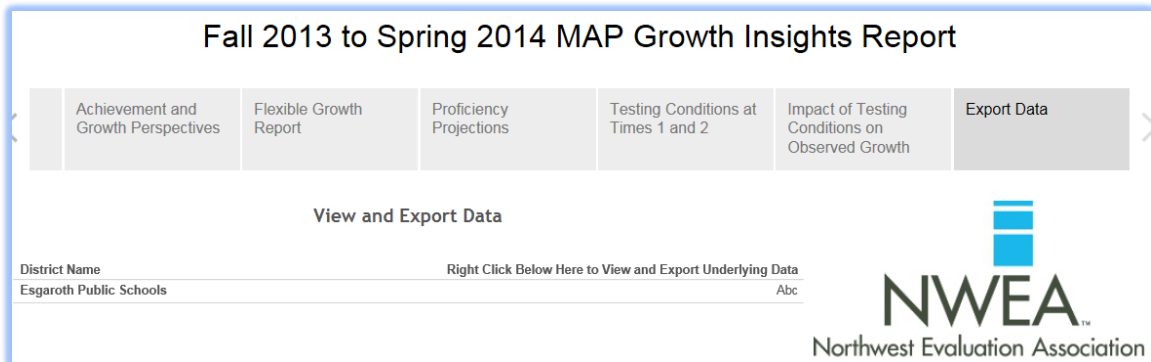 Fall 2013 to Spring 2014 MAP Growth Insights Report
Achievement and
Growth Perspectives
Flexible Growth
Report
Proficiency
Projections
Testing Conditions at
Times 1 and 2
Impact of Testing
Conditions on
Observed Growth
Export Data
View and Export Data
District Name
Right Click Below Here to View and Export Underlying Data
Esgaroth Public Schools
Abc
NWEA™
Northwest Evaluation Association